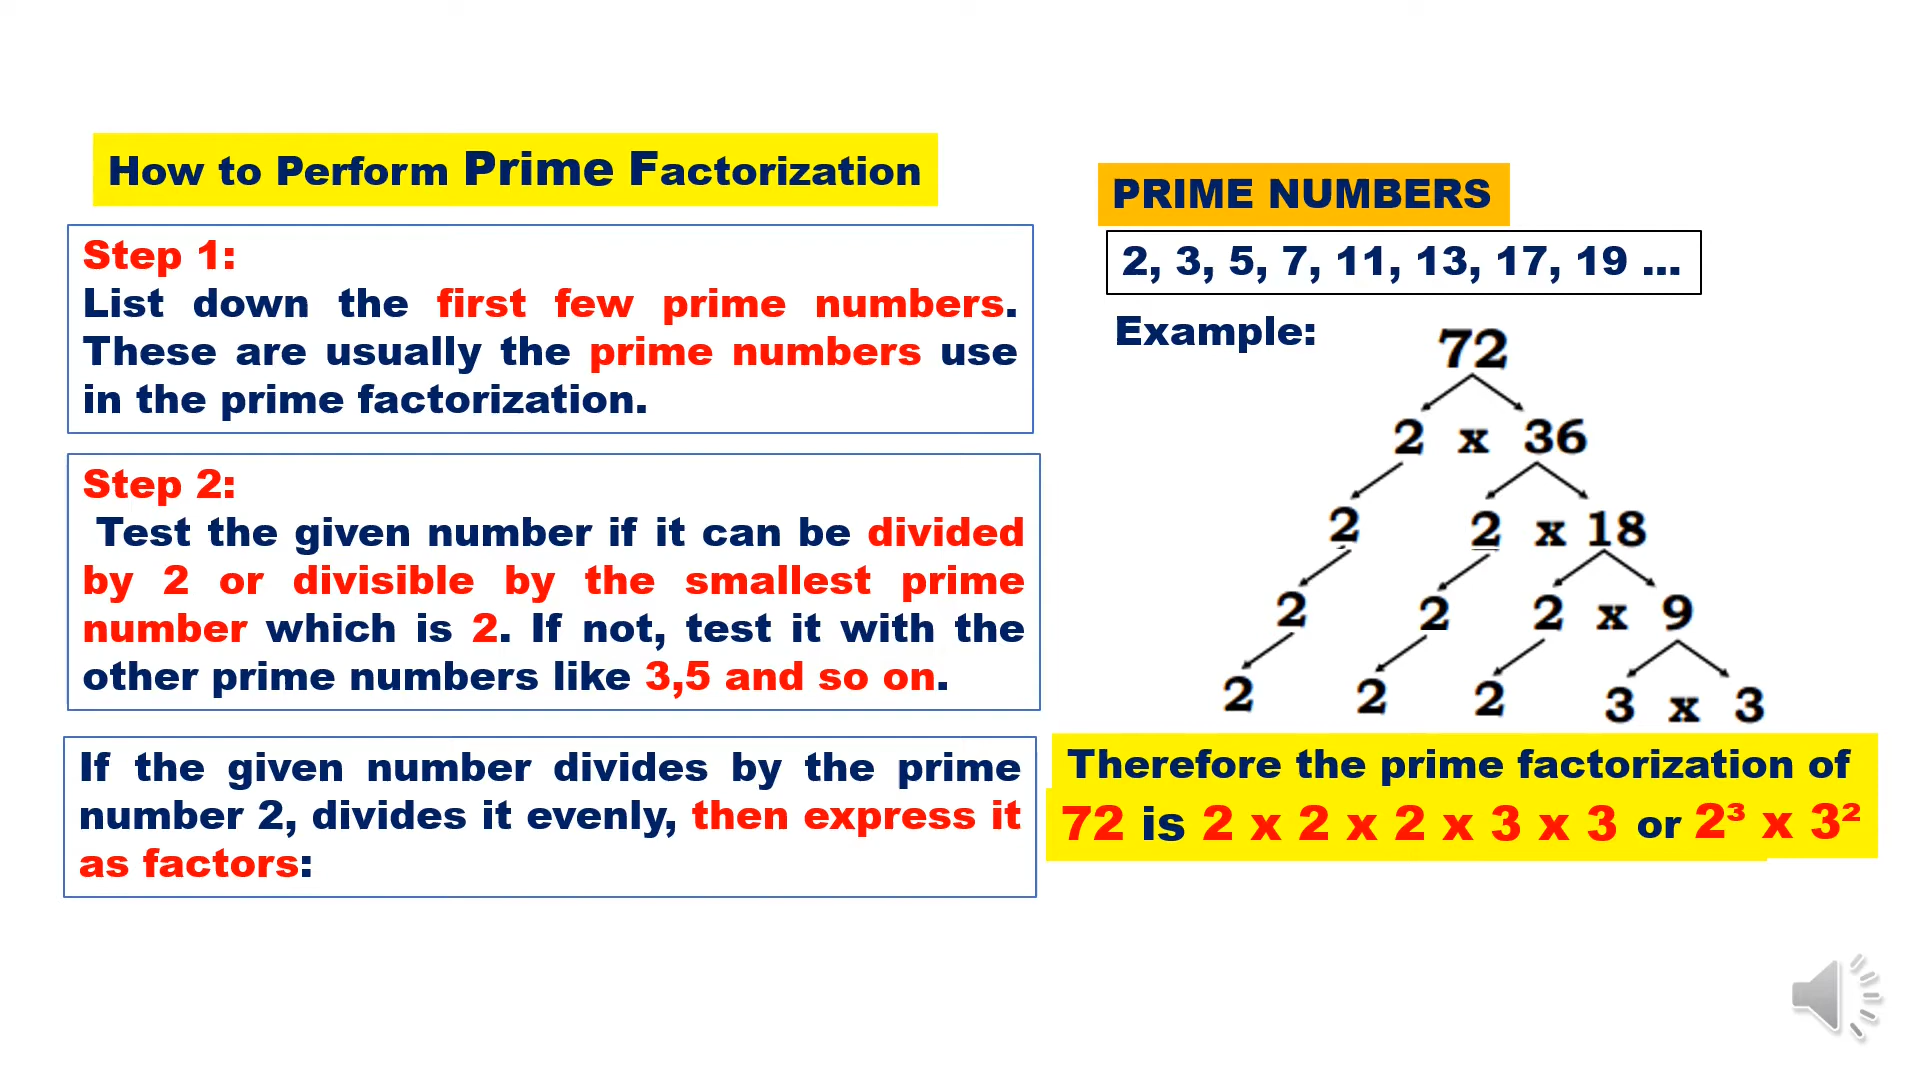 How to Perform Prime Factorization
Step 1:
List down the first few prime numbers.
These are usually the prime numbers use
in the prime factorization.
Step 2:
Test the given number if it can be divided
by 2 or divisible by the smallest prime
number which is 2. If not, test it with the
other prime numbers like 3,5 and so on.
If the given number divides by the prime
number 2, divides it evenly, then express it
as factors:
PRIME NUMBERS
2, 3, 5, 7, 11, 13, 17, 19 ...
Example:
72
2 x 36
2 2 x 18
2 2 2 x 9
2 2 2 3 x 3
Therefore the prime factorization of
72 is 2 x 2 x 2 x 3 x 3 or 2³ x 3²